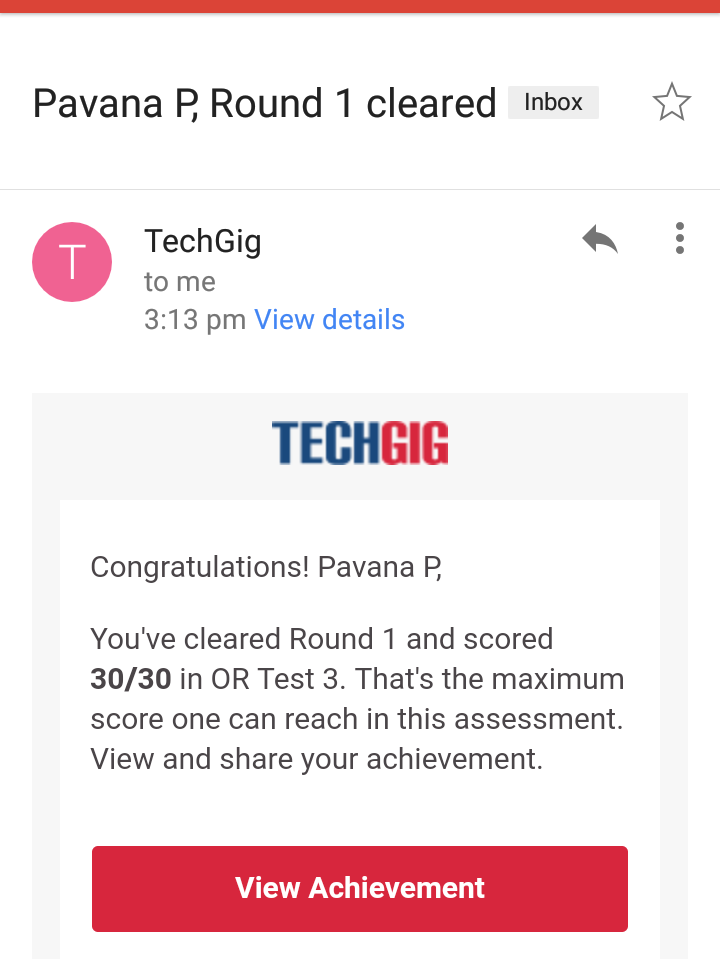 Pavana P, Round 1 cleared Inbox
T
TechGig
to me
3:13 pm View details
TECHGIG
Congratulations! Pavana P,
You've cleared Round 1 and scored
30/30 in OR Test 3. That's the maximum
score one can reach in this assessment.
View and share your achievement.
View Achievement